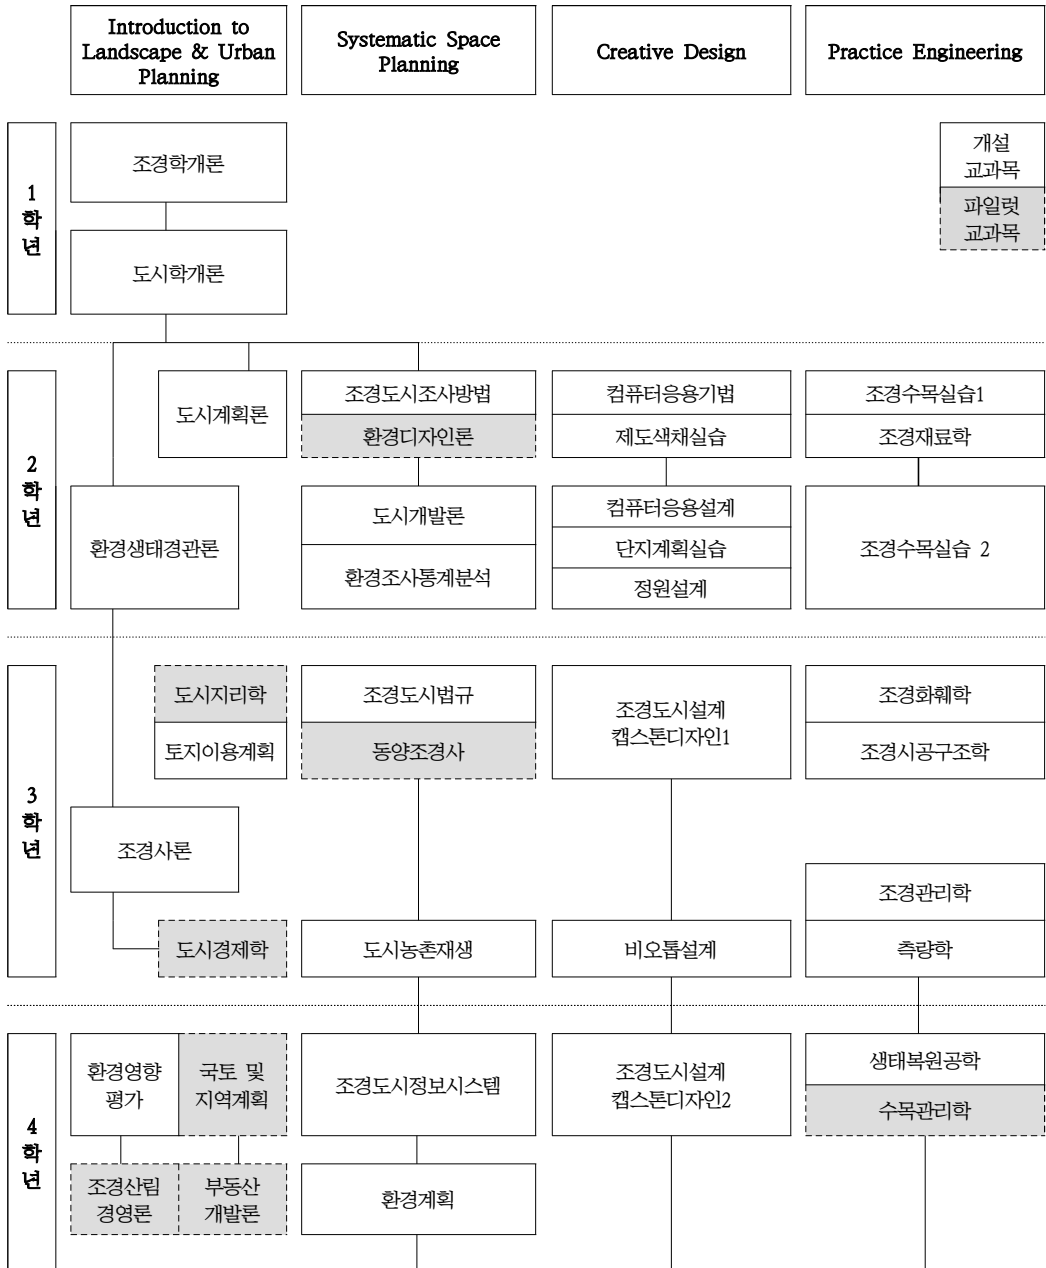 Introduction to
Landscape & Urban
Planning
Systematic Space
Planning
Creative Design
Practice Engineering
1
학
년
조경학개론
도시학개론
개설
교과목
파일럿
교과목
2
학
년
도시계획론
환경생태경관론
조경도시조사방법
환경디자인론
도시개발론
환경조사통계분석
컴퓨터응용기법
제도색채실습
컴퓨터응용설계
단지계획실습
정원설계
조경수목실습1
조경재료학
조경수목실습 2
3
학
년
도시지리학
토지이용계획
조경사론
도시경제학
조경도시법규
동양조경사
도시농촌재생
조경도시설계
캡스톤디자인1
비오톱설계
조경화훼학
조경시공구조학
조경관리학
측량학
4
학
년
환경영향
평가
국토 및
지역계획
조경산림
경영론
부동산
개발론
조경도시정보시스템
환경계획
조경도시설계
캡스톤디자인2
생태복원공학
수목관리학